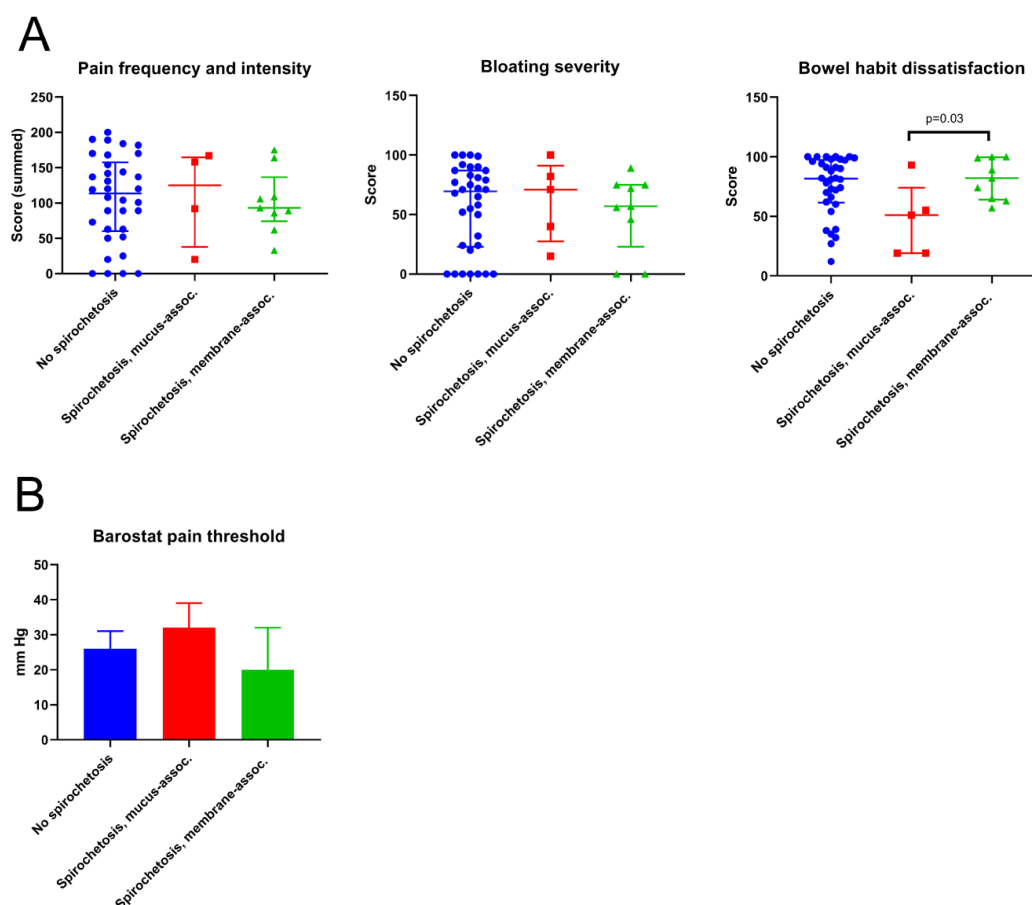 A
Pain frequency and intensity
Score (summed)
250
200
150
100
50
0
No spirochetosis
Spirochetosis, mucus-assoc.
Spirochetosis, membrane-assoc.
Bloating severity
Score
150
100
50
0
No spirochetosis
Spirochetosis, mucus-assoc.
Spirochetosis, membrane-assoc.
Bowel habit dissatisfaction
p=0.03
Score
150
100
50
0
No spirochetosis
Spirochetosis, mucus-assoc.
Spirochetosis, membrane-assoc.
B
Barostat pain threshold
mm Hg
50
40
30
20
10
0
No spirochetosis
Spirochetosis, mucus-assoc.
Spirochetosis, membrane-assoc.